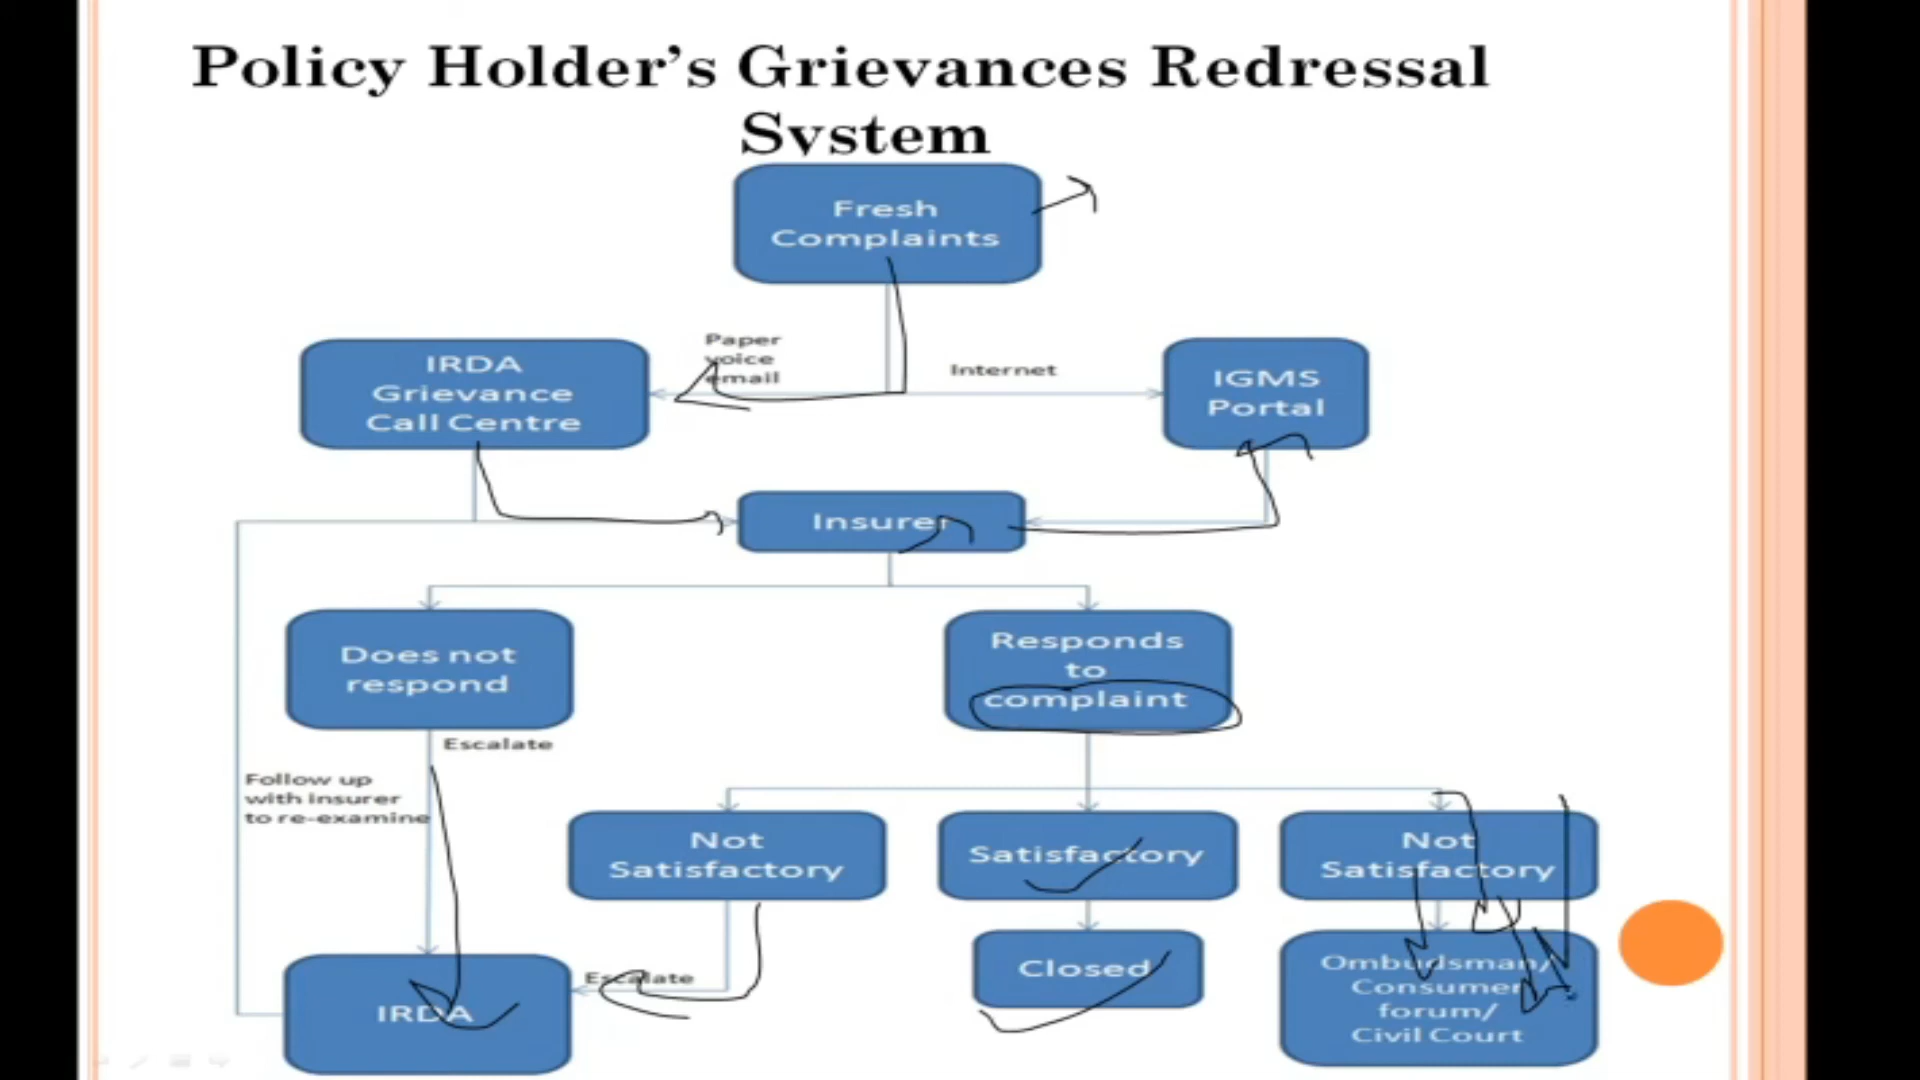 Policy Holder's Grievances Redressal
System
Fresh
Complaints
Paper
voice
email
Internet
IRDA
Grievance
Call Centre
IGMS
Portal
Insurer
Does not
respond
Responds
to
complaint
Escalate
Follow up
with insurer
to re-examine
Not
Satisfactory
Satisfactory
Not
Satisfactory
Escalate
IRDA
Closed
Ombudsman/
Consumer
forum/
Civil Court